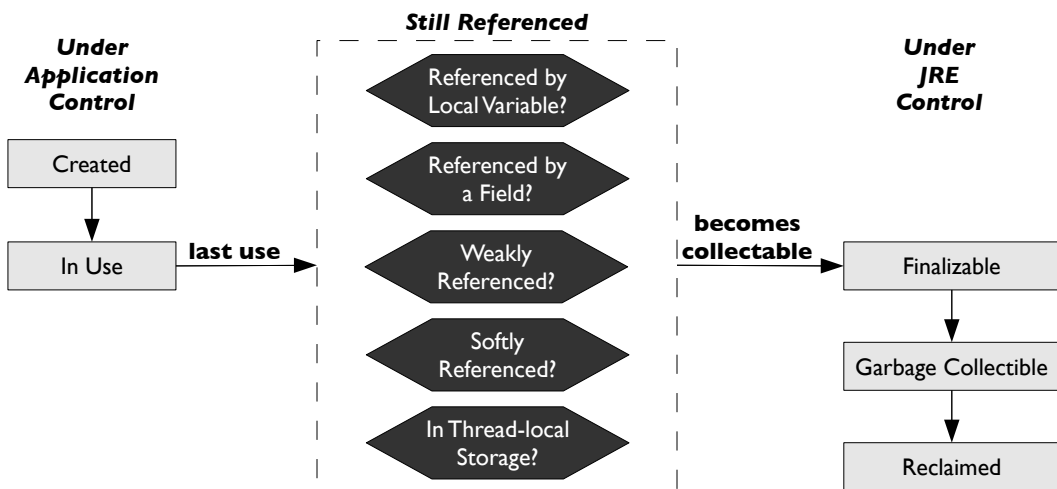 Under
Application
Control
Created
In Use
last use
Still Referenced
Referenced by
Local Variable?
Referenced by
a Field?
Weakly
Referenced?
Softly
Referenced?
In Thread-local
Storage?
becomes
collectable
Under
JRE
Control
Finalizable
Garbage Collectible
Reclaimed